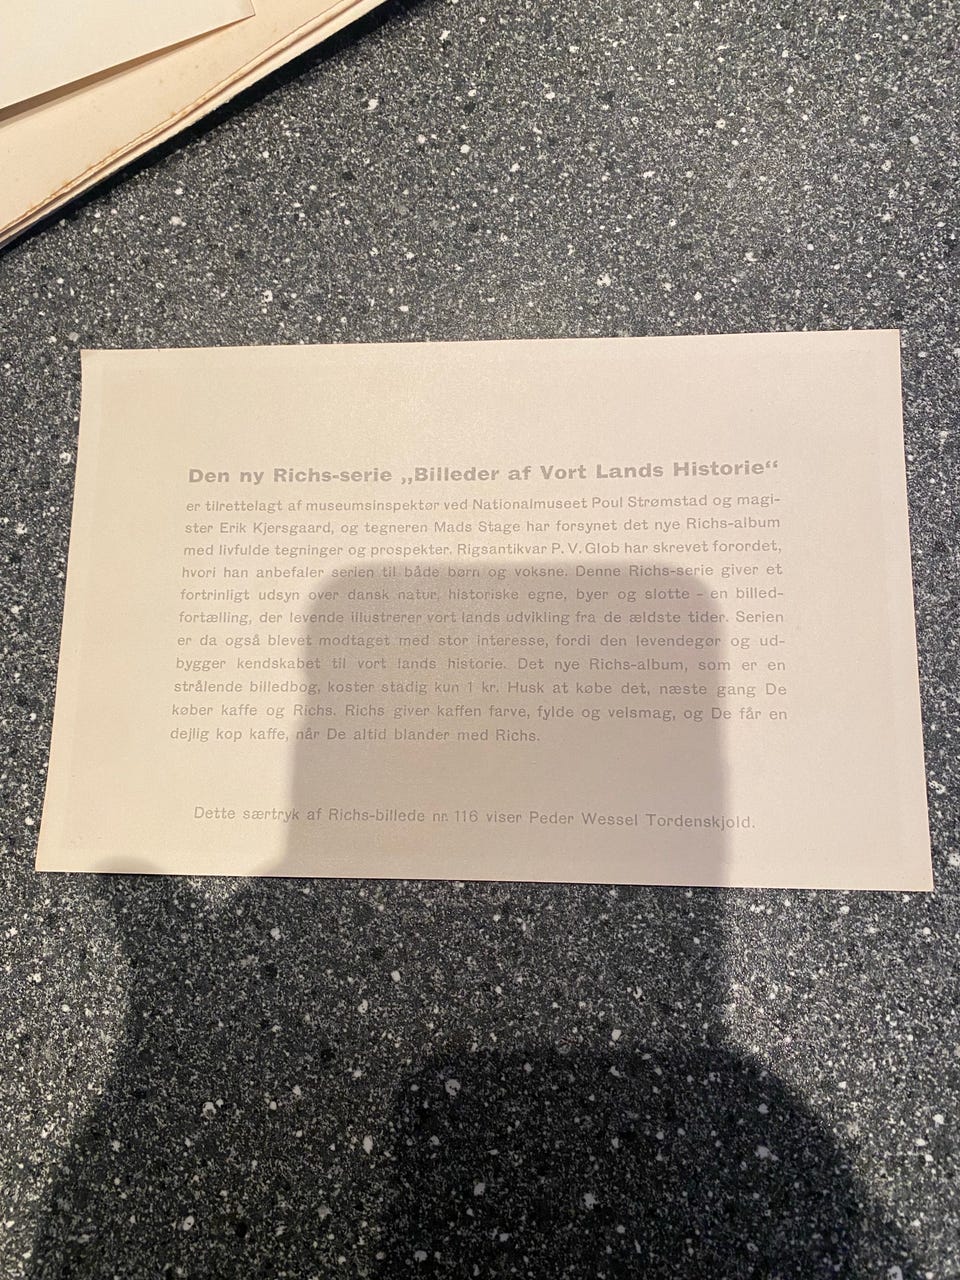 Den ny Richs-serie „Billeder af Vort Lands Historie“
er tilrettelagt af museumsinspektør ved Nationalmuseet Poul Strømstad og magi-
ster Erik Kjersgaard, og tegneren Mads Stage har forsynet det nye Richs-album
med livfulde tegninger og prospekter. Rigsantikvar P. V. Glob har skrevet forordet,
hvori han anbefaler serien til både børn og voksne. Denne Richs-serie giver et
fortrinligt udsyn over dansk natur, historiske egne, byer og slotte - en billed-
fortælling, der levende illustrerer vort lands udvikling fra de ældste tider. Serien
er da også blevet modtaget med stor interesse, fordi den levendegør og ud-
bygger kendskabet til vort lands historie. Det nye Richs-album, som er en
strålende billedbog, koster stadig kun 1 kr. Husk at købe det, næste gang De
køber kaffe og Richs. Richs giver kaffen farve, fylde og velsmag, og De får en
dejlig kop kaffe, når De altid blander med Richs.
Dette særtryk af Richs-billede nr. 116 viser Peder Wessel Tordenskjold.